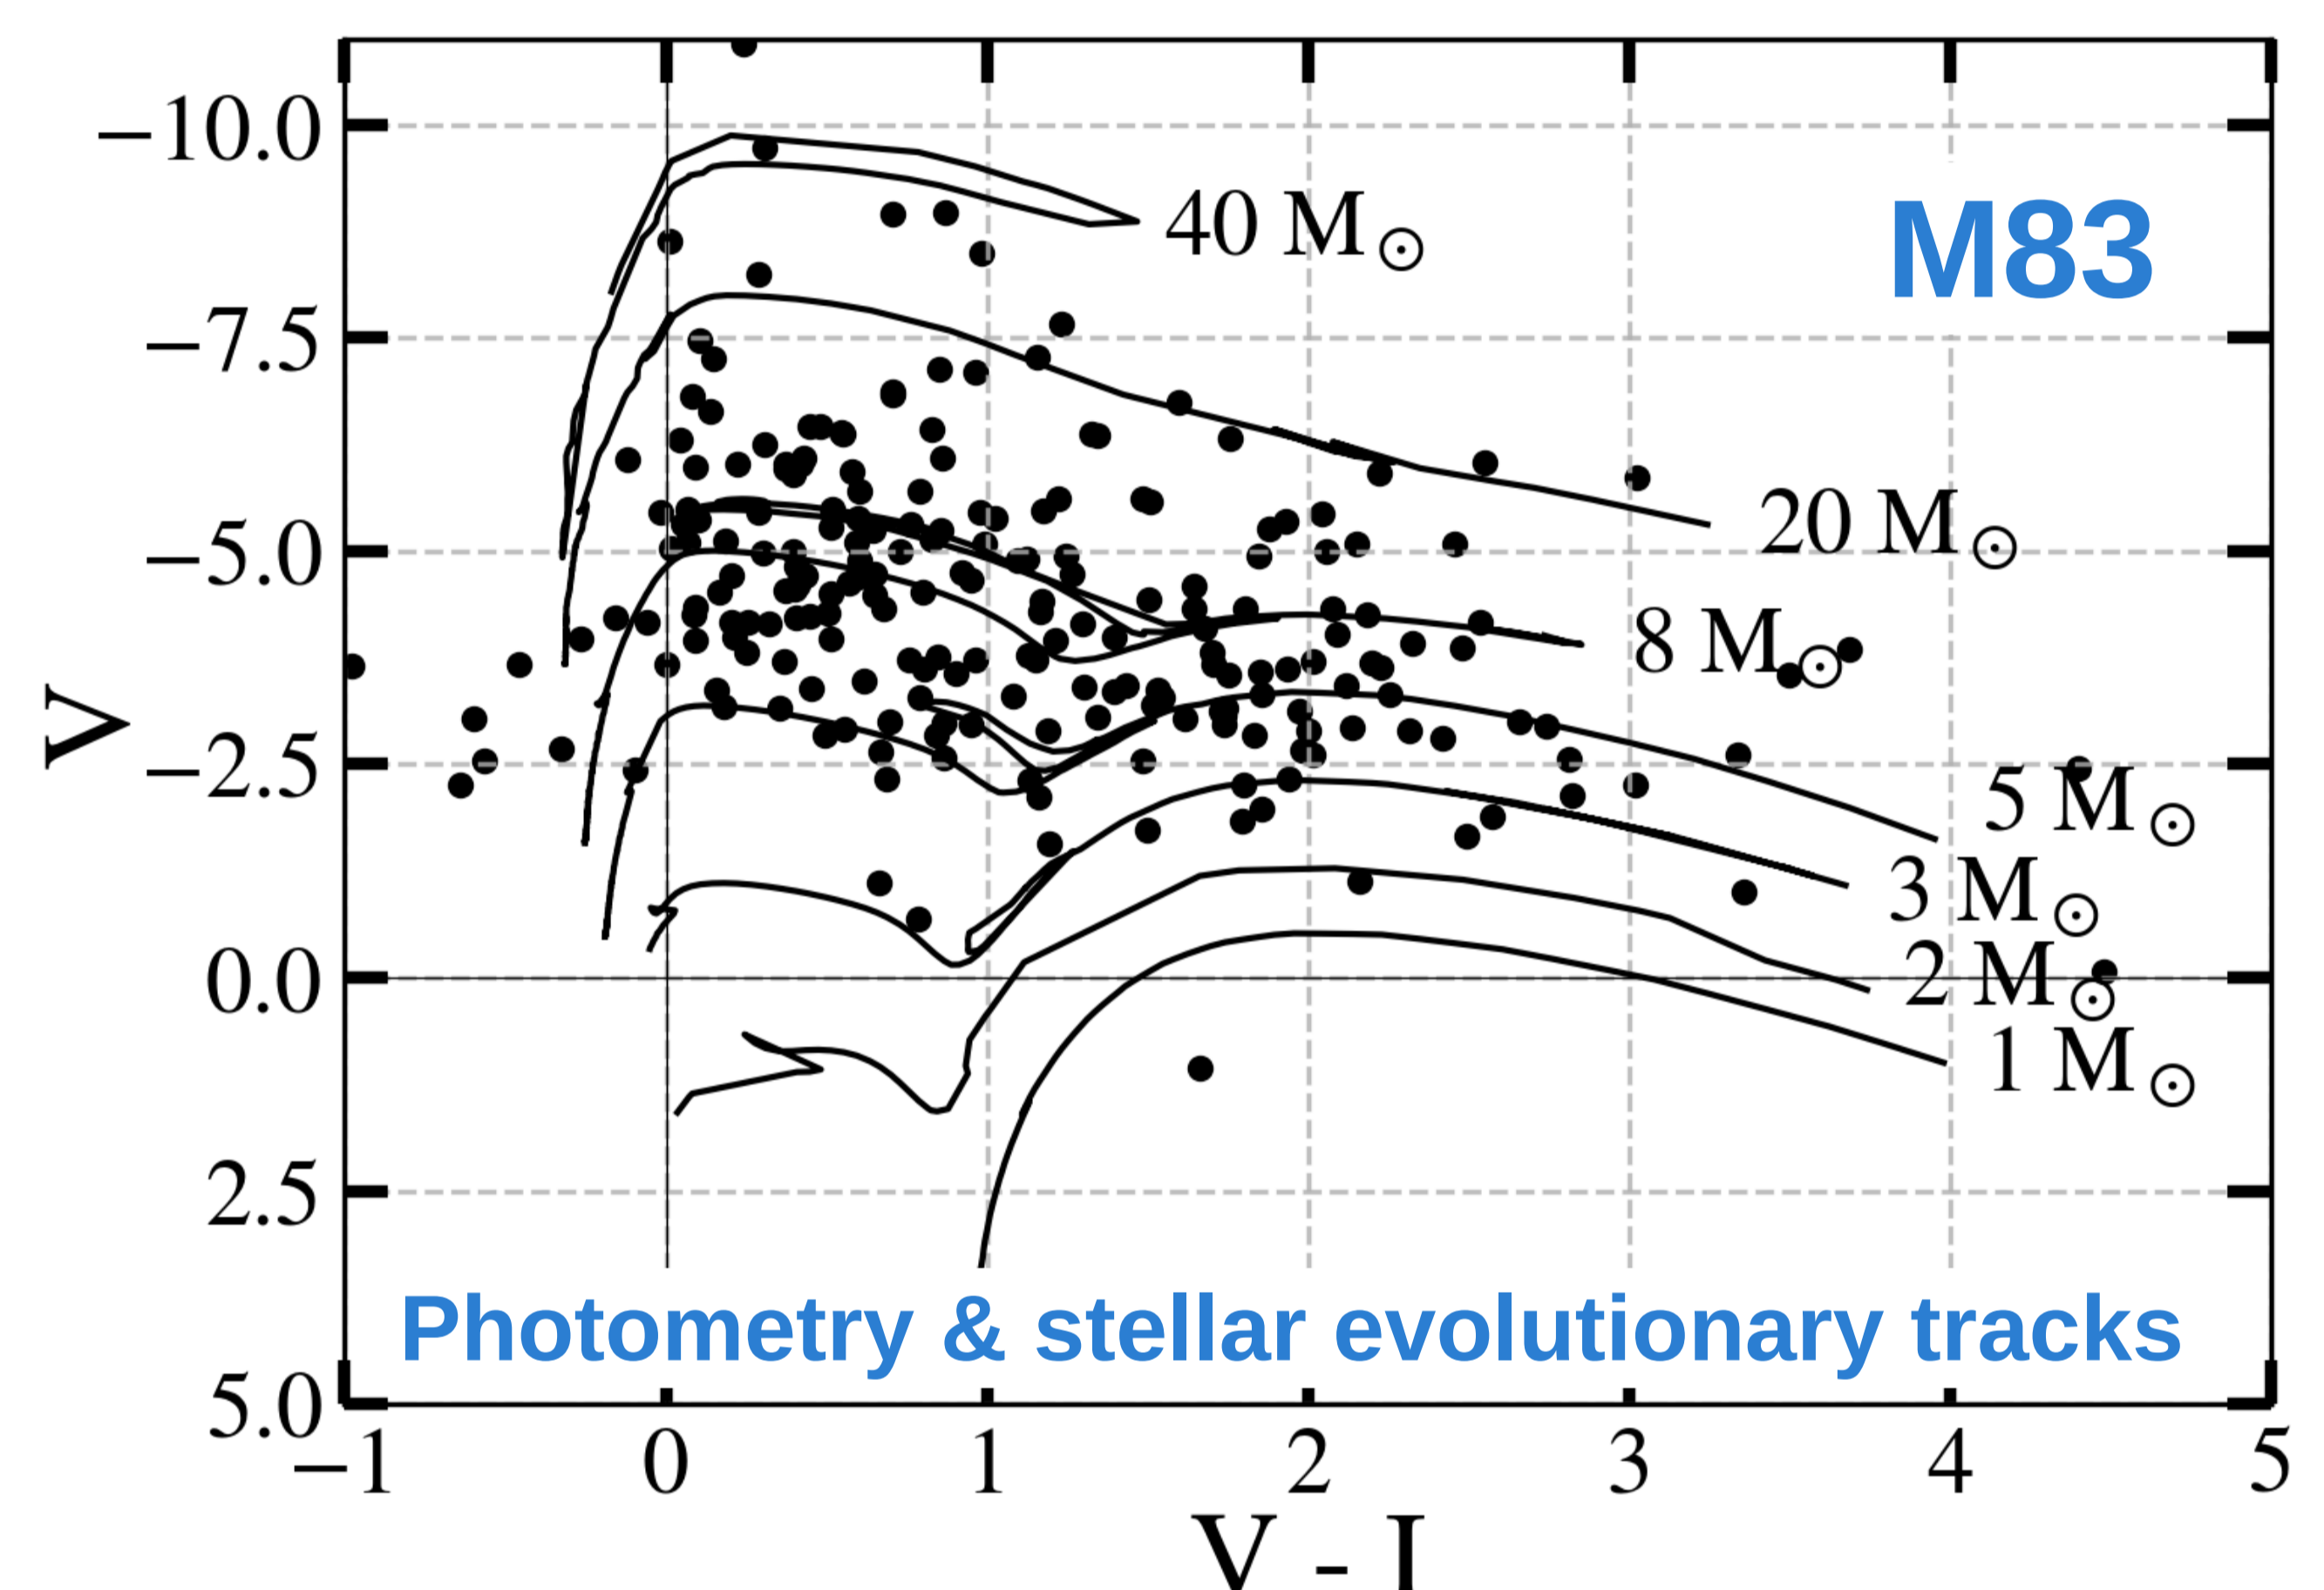 −10.0
40 M⊙
M83
−7.5
20 M⊙
−5.0
8 M⊙
V
−2.5
5 M⊙
3 M⊙
0.0
2 M⊙
1 M⊙
2.5
Photometry & stellar evolutionary tracks
5.0
−1 0 1 2 3 4 5
V - I